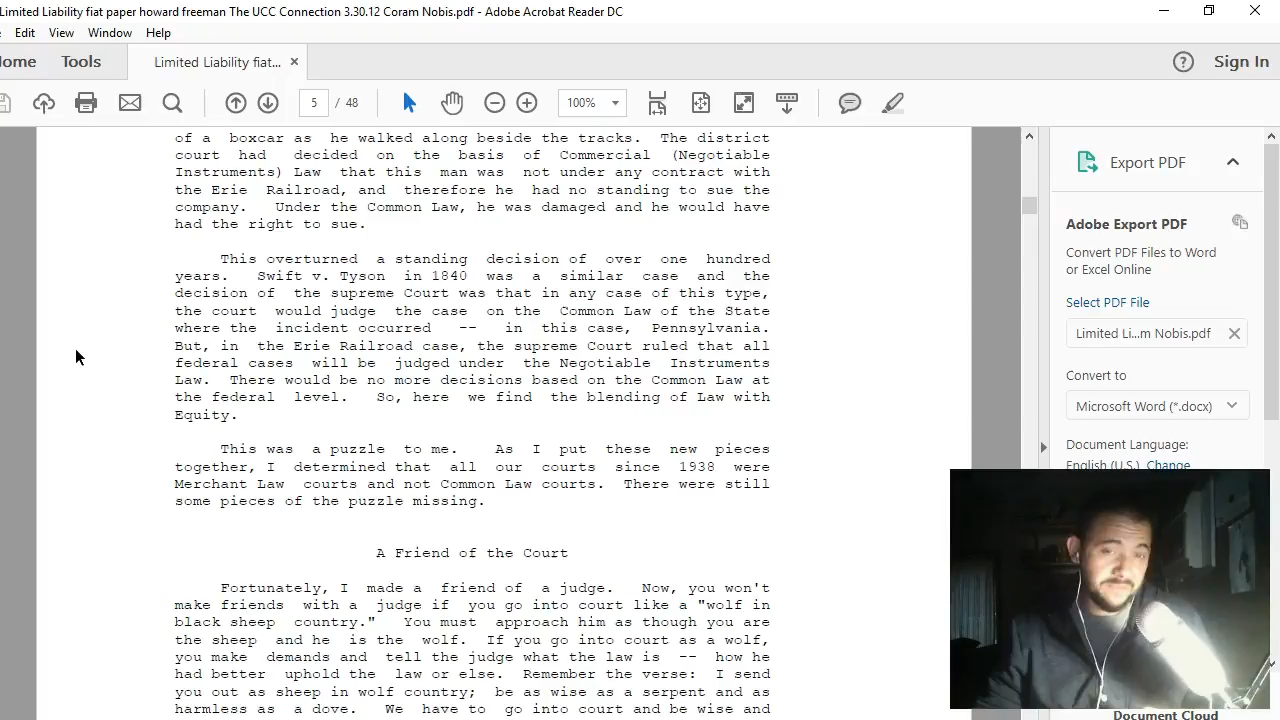 Limited Liability fiat paper howard freeman The UCC Connection 3.30.12 Coram Nobis.pdf - Adobe Acrobat Reader DC
Edit View Window Help
Home Tools Limited Liability fiat... × Sign In
5 / 48 100%
of a boxcar as he walked along beside the tracks. The district
court had decided on the basis of Commercial (Negotiable
Instruments) Law that this man was not under any contract with
the Erie Railroad, and therefore he had no standing to sue the
company. Under the Common Law, he was damaged and he would have
had the right to sue.
This overturned a standing decision of over one hundred
years. Swift v. Tyson in 1840 was a similar case and the
decision of the supreme Court was that in any case of this type,
the court would judge the case on the Common Law of the State
where the incident occurred -- in this case, Pennsylvania.
But, in the Erie Railroad case, the supreme Court ruled that all
federal cases will be judged under the Negotiable Instruments
Law. There would be no more decisions based on the Common Law at
the federal level. So, here we find the blending of Law with
Equity.
This was a puzzle to me. As I put these new pieces
together, I determined that all our courts since 1938 were
Merchant Law courts and not Common Law courts. There were still
some pieces of the puzzle missing.
A Friend of the Court
Fortunately, I made a friend of a judge. Now, you won't
make friends with a judge if you go into court like a "wolf in
black sheep country." You must approach him as though you are
the sheep and he is the wolf. If you go into court as a wolf,
you make demands and tell the judge what the law is -- how he
had better uphold the law or else. Remember the verse: I send
you out as sheep in wolf country; be as wise as a serpent and as
harmless as a dove. We have to go into court and be wise and
Export PDF
Adobe Export PDF
Convert PDF Files to Word
or Excel Online
Select PDF File
Limited Li...m Nobis.pdf
Convert to
Microsoft Word (*.docx)
Document Language:
English (U.S.) Change
Document Cloud